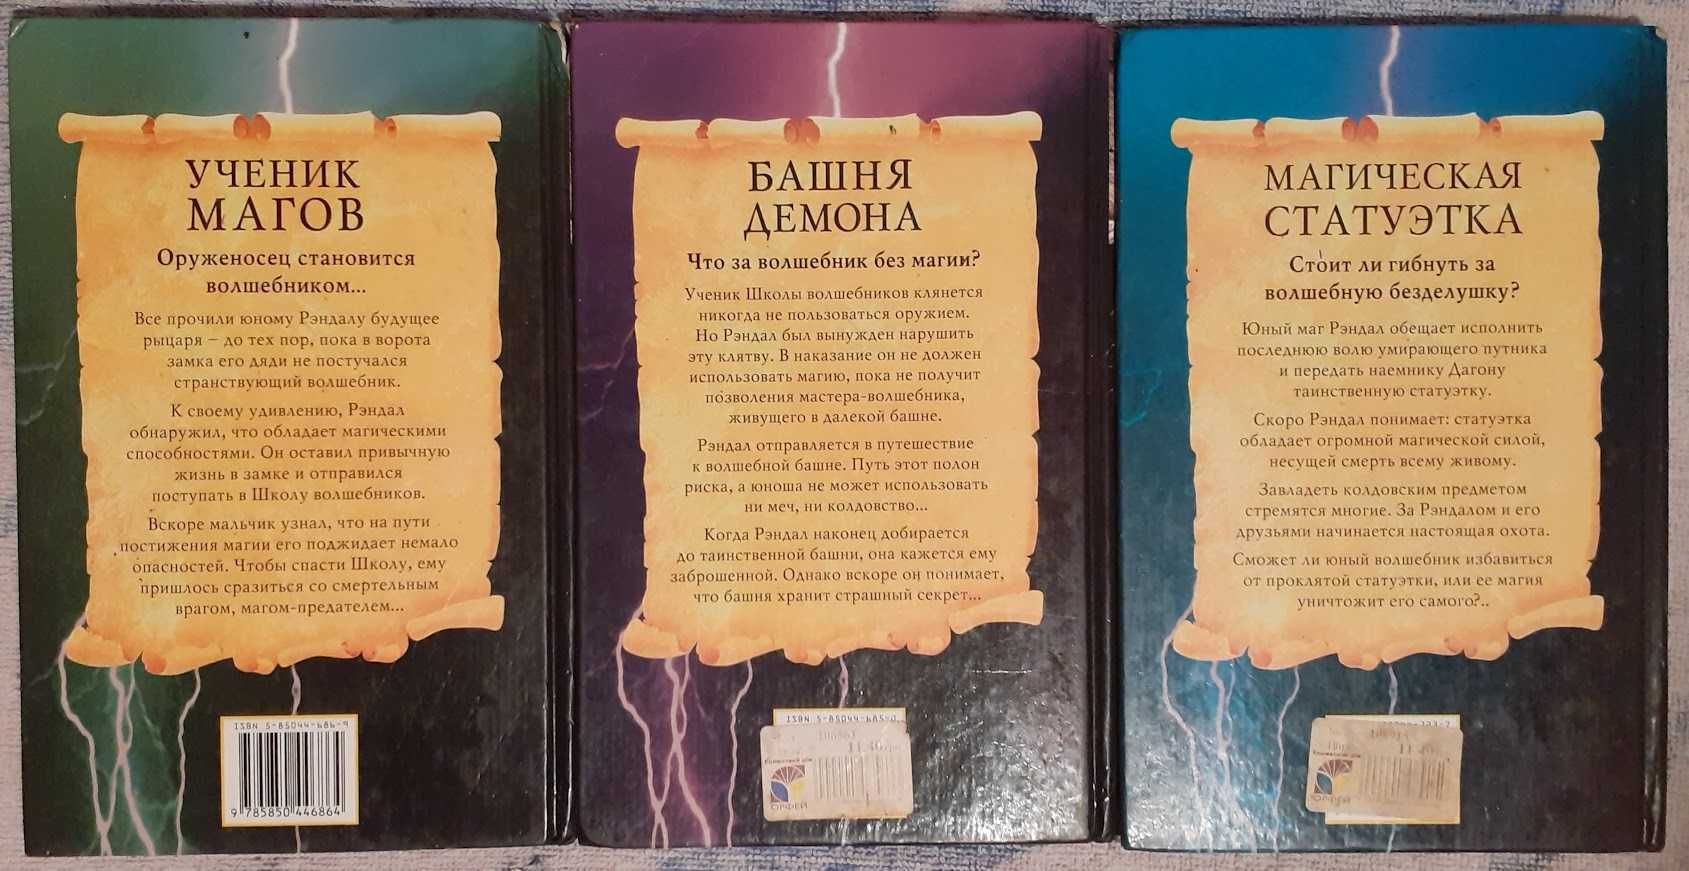 УЧЕНИК
МАГОВ
Оруженосец становится
волшебником...
Все прочили юному Рэндалу будущее
рыцаря – до тех пор, пока в ворота
замка его дяди не постучался
странствующий волшебник.
К своему удивлению, Рэндал
обнаружил, что обладает магическими
способностями. Он оставил привычную
жизнь в замке и отправился
поступать в Школу волшебников.
Вскоре мальчик узнал, что на пути
постижения магии его поджидает немало
опасностей. Чтобы спасти Школу, ему
пришлось сразиться со смертельным
врагом, магом-предателем...
ISBN 5-85044-686-9
9 785850 446864
БАШНЯ
ДЕМОНА
Что за волшебник без магии?
Ученик Школы волшебников клянется
никогда не пользоваться оружием.
Но Рэндал был вынужден нарушить
эту клятву. В наказание он не должен
использовать магию, пока не получит
позволения мастера-волшебника,
живущего в далекой башне.
Рэндал отправляется в путешествие
к волшебной башне. Путь этот полон
риска, а юноша не может использовать
ни меч, ни колдовство...
Когда Рэндал наконец добирается
до таинственной башни, она кажется ему
заброшенной. Однако вскоре он понимает,
что башня хранит страшный секрет...
ISBN 5-85044-685-0
11.40
ОРФЕЙ
МАГИЧЕСКАЯ
СТАТУЭТКА
Стоит ли гибнуть за
волшебную безделушку?
Юный маг Рэндал обещает исполнить
последнюю волю умирающего путника
и передать наемнику Дагону
таинственную статуэтку.
Скоро Рэндал понимает: статуэтка
обладает огромной магической силой,
несущей смерть всему живому.
Завладеть колдовским предметом
стремятся многие. За Рэндалом и его
друзьями начинается настоящая охота.
Сможет ли юный волшебник избавиться
от проклятой статуэтки, или ее магия
уничтожит его самого?..
11.40
ОРФЕЙ